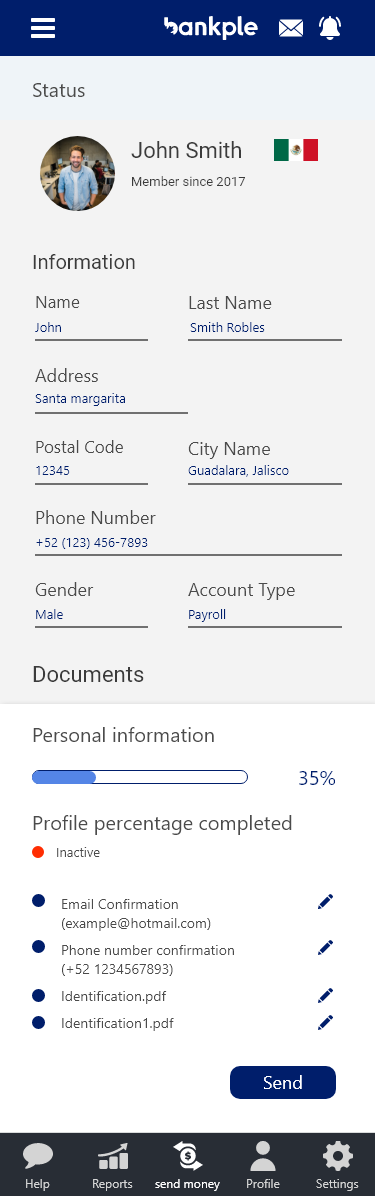 bankple
Status
John Smith
Member since 2017
Information
Name
Last Name
John
Smith Robles
Address
Santa margarita
Postal Code
City Name
12345
Guadalara, Jalisco
Phone Number
+52 (123) 456-7893
Gender
Account Type
Male
Payroll
Documents
Personal information
35%
Profile percentage completed
Inactive
Email Confirmation
(example@hotmail.com)
Phone number confirmation
(+52 1234567893)
Identification.pdf
Identification1.pdf
Send
Help
Reports
send money
Profile
Settings